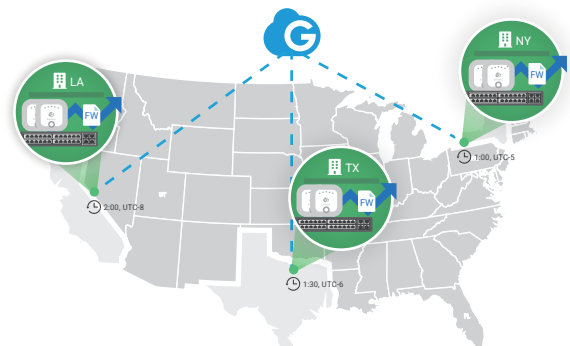 G
NY
FW
1:00, UTC-5
LA
FW
2:00, UTC-8
TX
FW
1:30, UTC-6